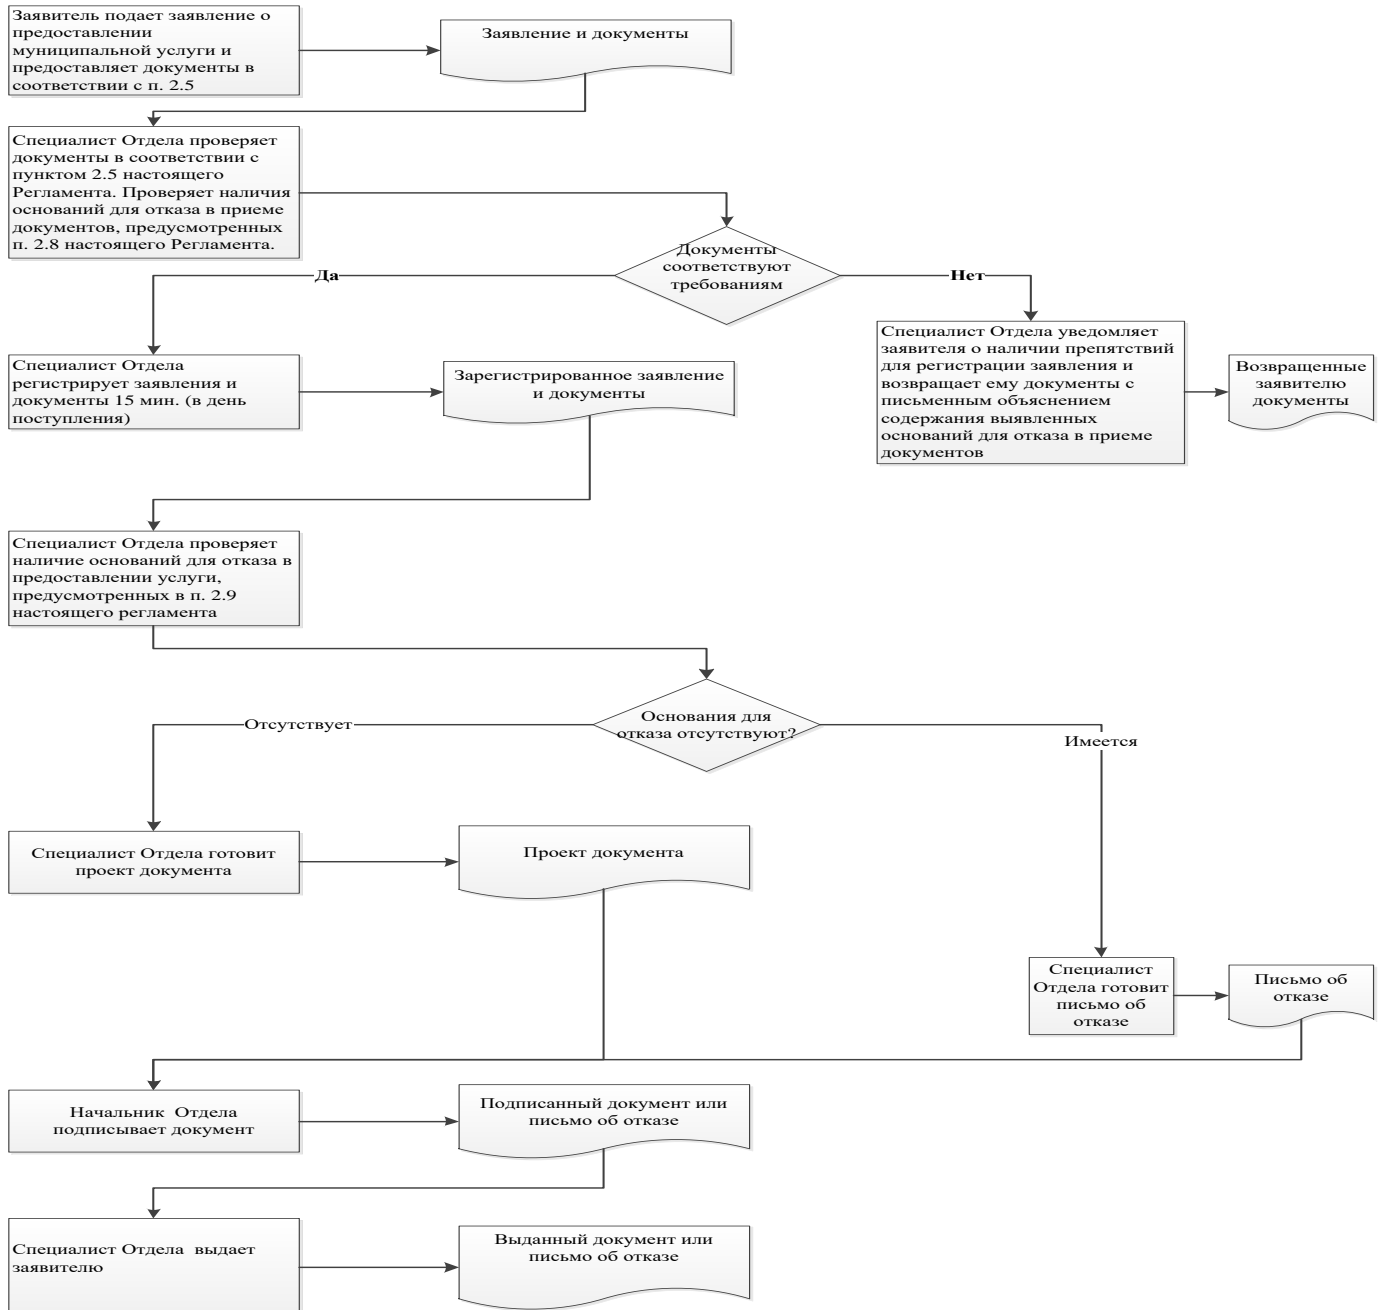 Заявитель подает заявление о
предоставлении
муниципальной услуги и
предоставляет документы в
соответствии с п. 2.5
Заявление и документы
Специалист Отдела проверяет
документы в соответствии с
пунктом 2.5 настоящего
Регламента. Проверяет наличия
оснований для отказа в приеме
документов, предусмотренных
п. 2.8 настоящего Регламента.
Документы
соответствуют
требованиям
Да
Нет
Специалист Отдела
регистрирует заявления и
документы 15 мин. (в день
поступления)
Зарегистрированное заявление
и документы
Специалист Отдела уведомляет
заявителя о наличии препятствий
для регистрации заявления и
возвращает ему документы с
письменным объяснением
содержания выявленных
оснований для отказа в приеме
документов
Возвращенные
заявителю
документы
Специалист Отдела проверяет
наличие оснований для отказа в
предоставлении услуги,
предусмотренных в п. 2.9
настоящего регламента
Основания для
отказа отсутствуют?
Отсутствует
Имеется
Специалист Отдела готовит
проект документа
Проект документа
Специалист
Отдела готовит
письмо об
отказе
Письмо об
отказе
Начальник  Отдела
подписывает документ
Подписанный документ или
письмо об отказе
Специалист Отдела  выдает
заявителю
Выданный документ или
письмо об отказе